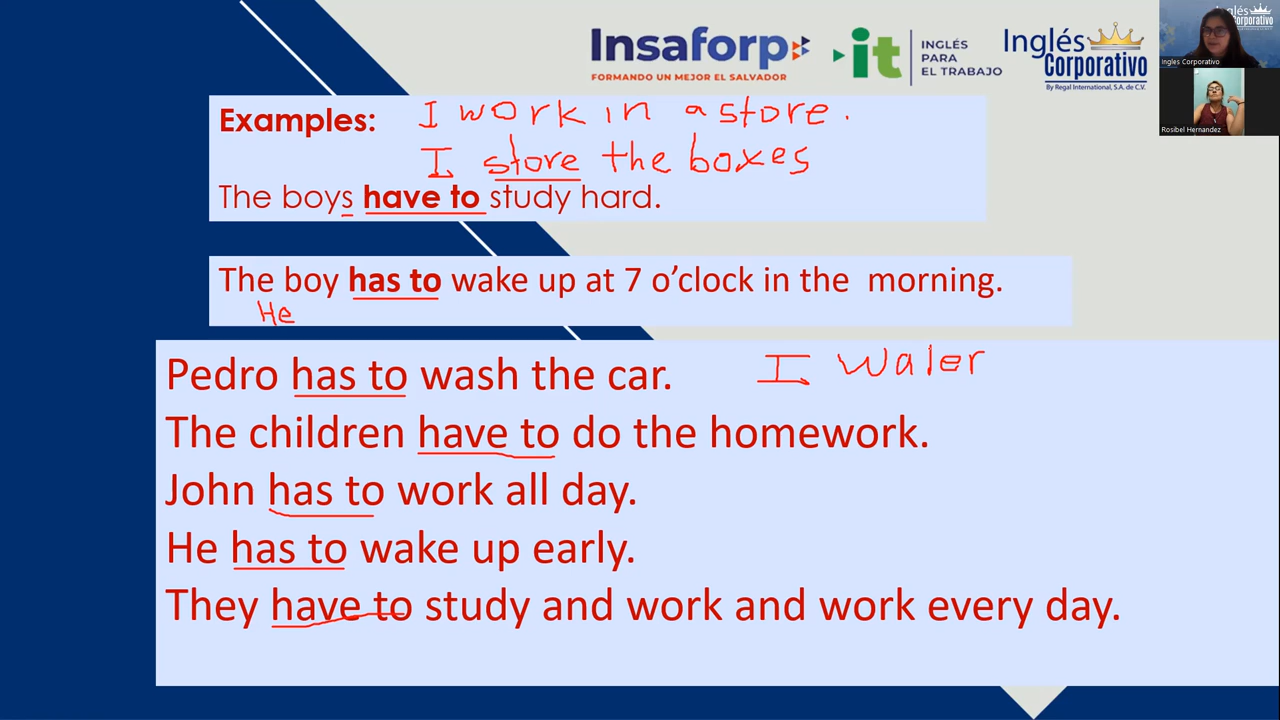 Insaforp
FORMANDO UN MEJOR EL SALVADOR
it
INGLÉS
PARA
EL TRABAJO
Inglés
Corporativo
By Regal International, S.A. de C.V.
Inglés
Corporativo
Ingles Corporativo
Rosibel Hernandez
Examples: I work in a store.
I store the boxes
The boys have to study hard.
The boy has to wake up at 7 o’clock in the morning.
He
Pedro has to wash the car. I waler
The children have to do the homework.
John has to work all day.
He has to wake up early.
They have to study and work and work every day.